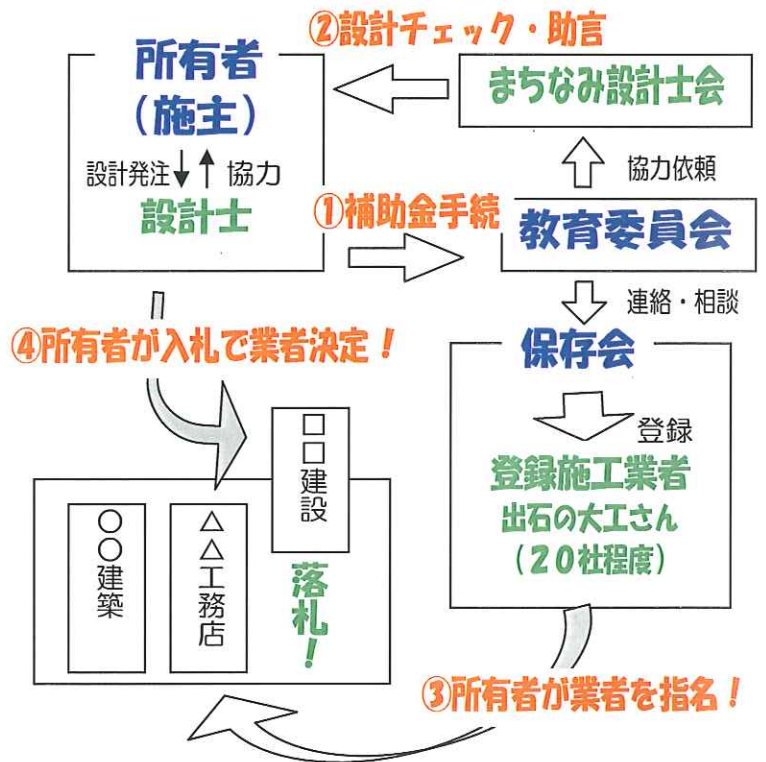 ②設計チェック・助言
所有者
(施主)
設計発注
協力
設計士
まちなみ設計士会
協力依頼
①補助金手続
教育委員会
連絡・相談
保存会
登録
登録施工業者
出石の大工さん
(20社程度)
④所有者が入札で業者決定！
○○建築
△△工務店
□□建設
落札！
③所有者が業者を指名！